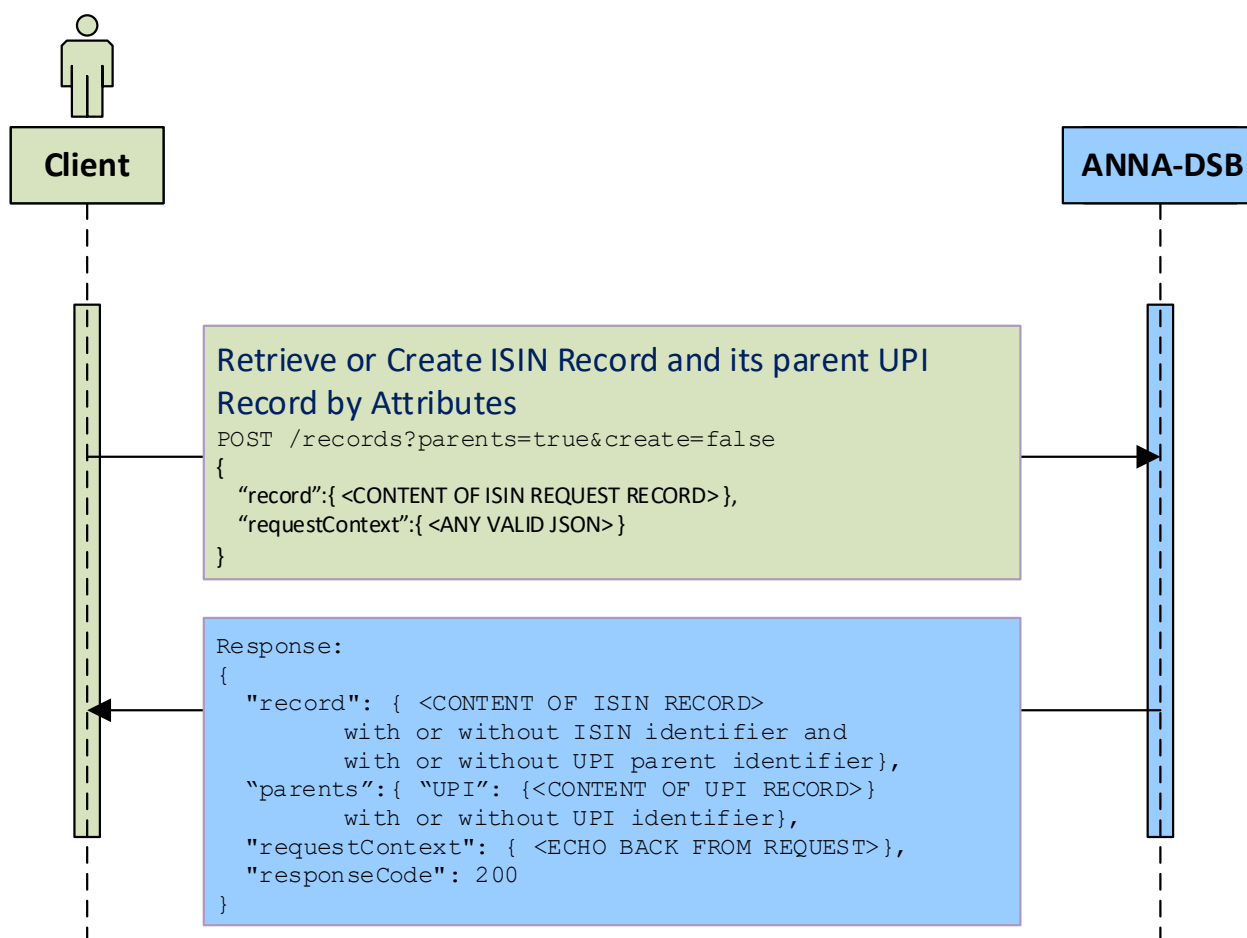 Client
ANNA-DSB
Retrieve or Create ISIN Record and its parent UPI
Record by Attributes
POST /records?parents=true&create=false
{
“record”:{ <CONTENT OF ISIN REQUEST RECORD> },
“requestContext”:{ <ANY VALID JSON> }
}
Response:
{
"record": { <CONTENT OF ISIN RECORD>
with or without ISIN identifier and
with or without UPI parent identifier},
“parents”:{ “UPI”: {<CONTENT OF UPI RECORD>}
with or without UPI identifier},
"requestContext": { <ECHO BACK FROM REQUEST>},
"responseCode": 200
}